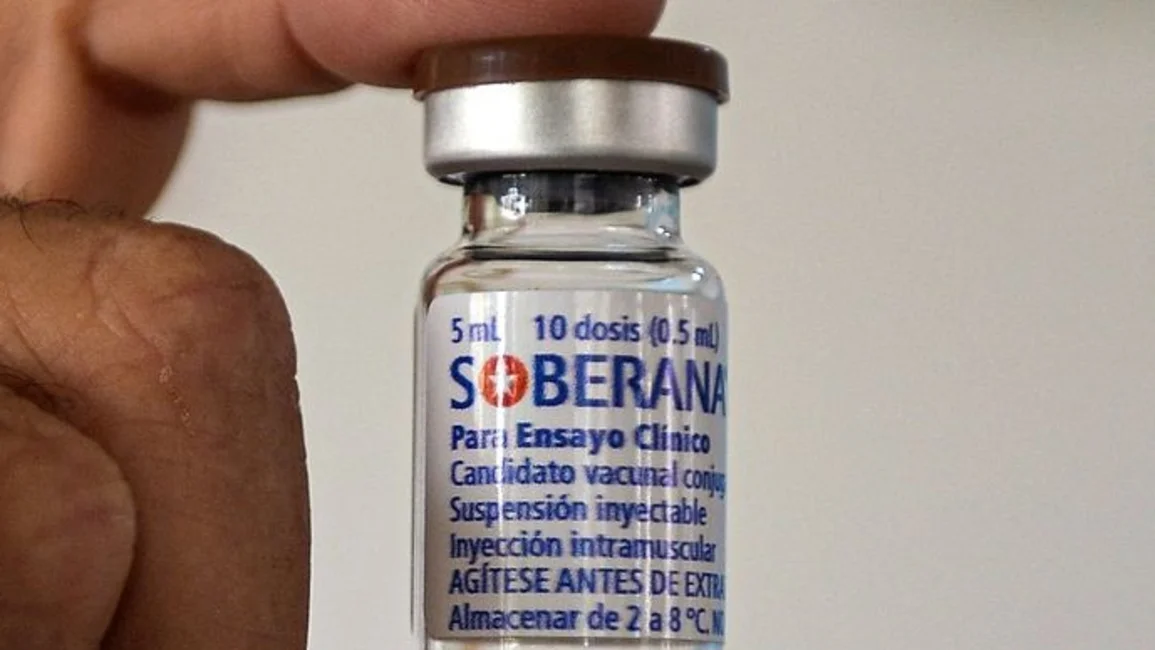 5 mL 10 dosis (0.5 mL)
SOBERANA
Para Ensayo Clínico
Candidato vacunal
Suspensión inyectable
Inyección intramuscular
AGÍTESE ANTES DE
Almacenar de 2 a 8 °C.